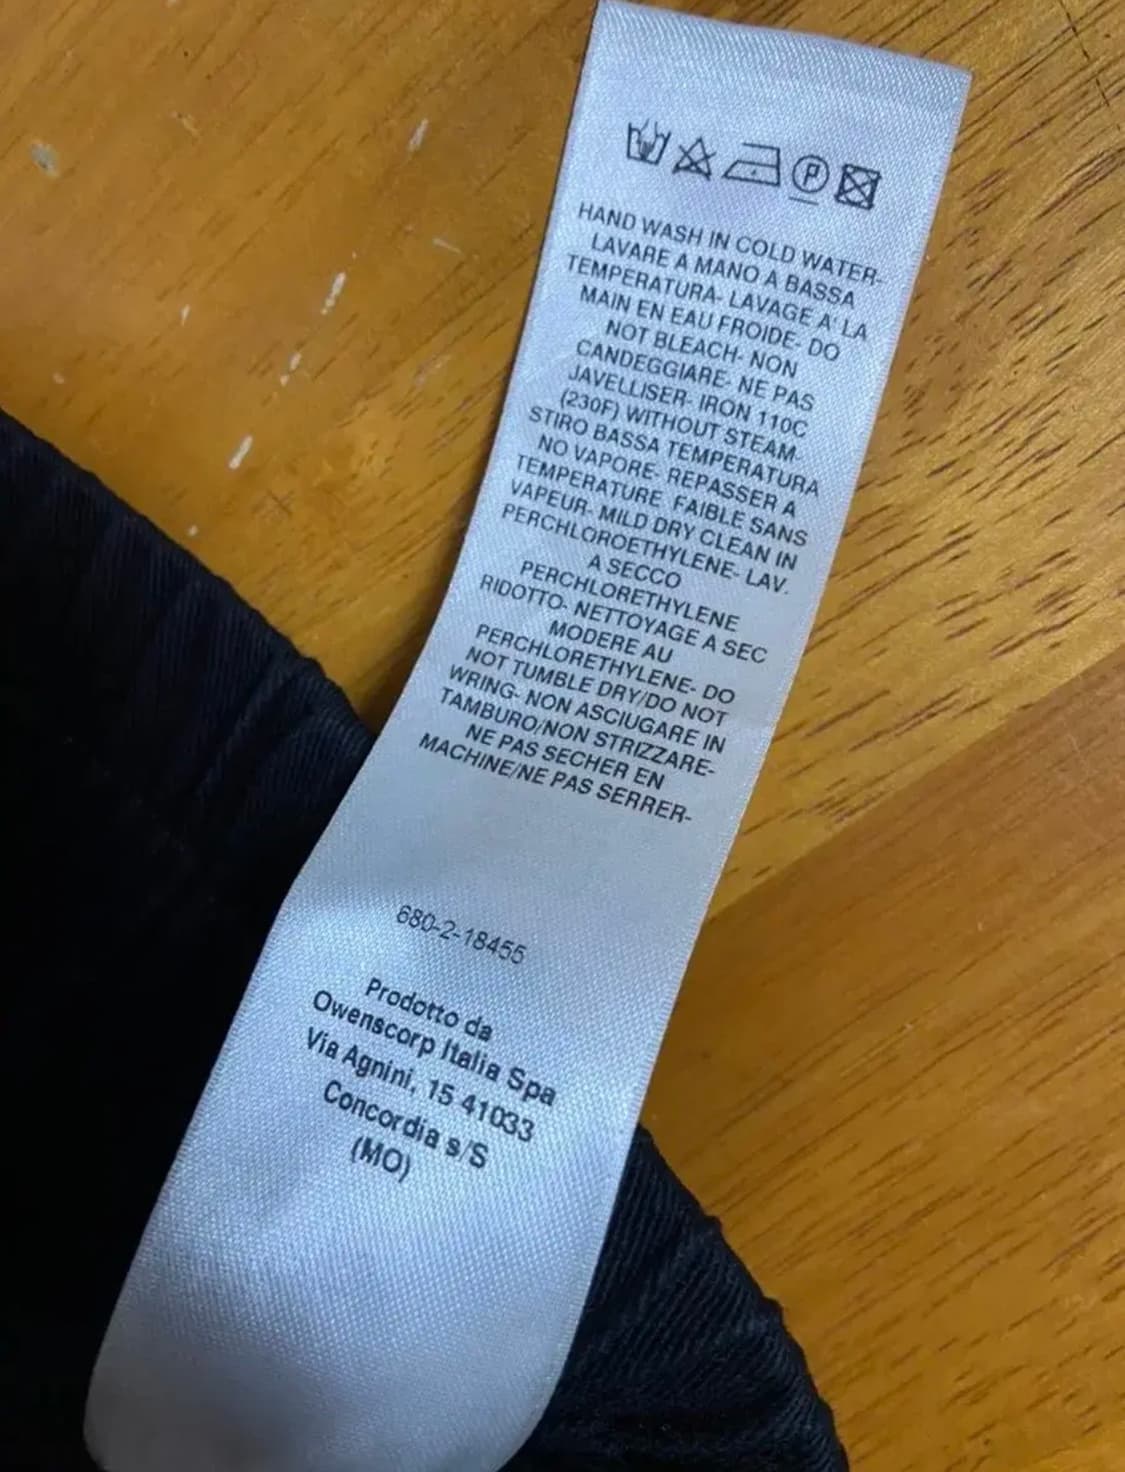 P
HAND WASH IN COLD WATER-
LAVARE A MANO A BASSA
TEMPERATURA- LAVAGE A' LA
MAIN EN EAU FROIDE- DO
NOT BLEACH- NON
CANDEGGIARE- NE PAS
JAVELLISER- IRON 110C
(230F) WITHOUT STEAM-
STIRO BASSA TEMPERATURA
NO VAPORE- REPASSER A
TEMPERATURE FAIBLE SANS
VAPEUR- MILD DRY CLEAN IN
PERCHLOROETHYLENE- LAV.
A SECCO
PERCHLORETHYLENE
RIDOTTO- NETTOYAGE A SEC
MODERE AU
PERCHLORETHYLENE- DO
NOT TUMBLE DRY/DO NOT
WRING- NON ASCIUGARE IN
TAMBURO/NON STRIZZARE-
NE PAS SECHER EN
MACHINE/NE PAS SERRER-
680-2-18455
Prodotto da
Owenscorp Italia Spa
Via Agnini, 15 41033
Concordia s/S
(MO)